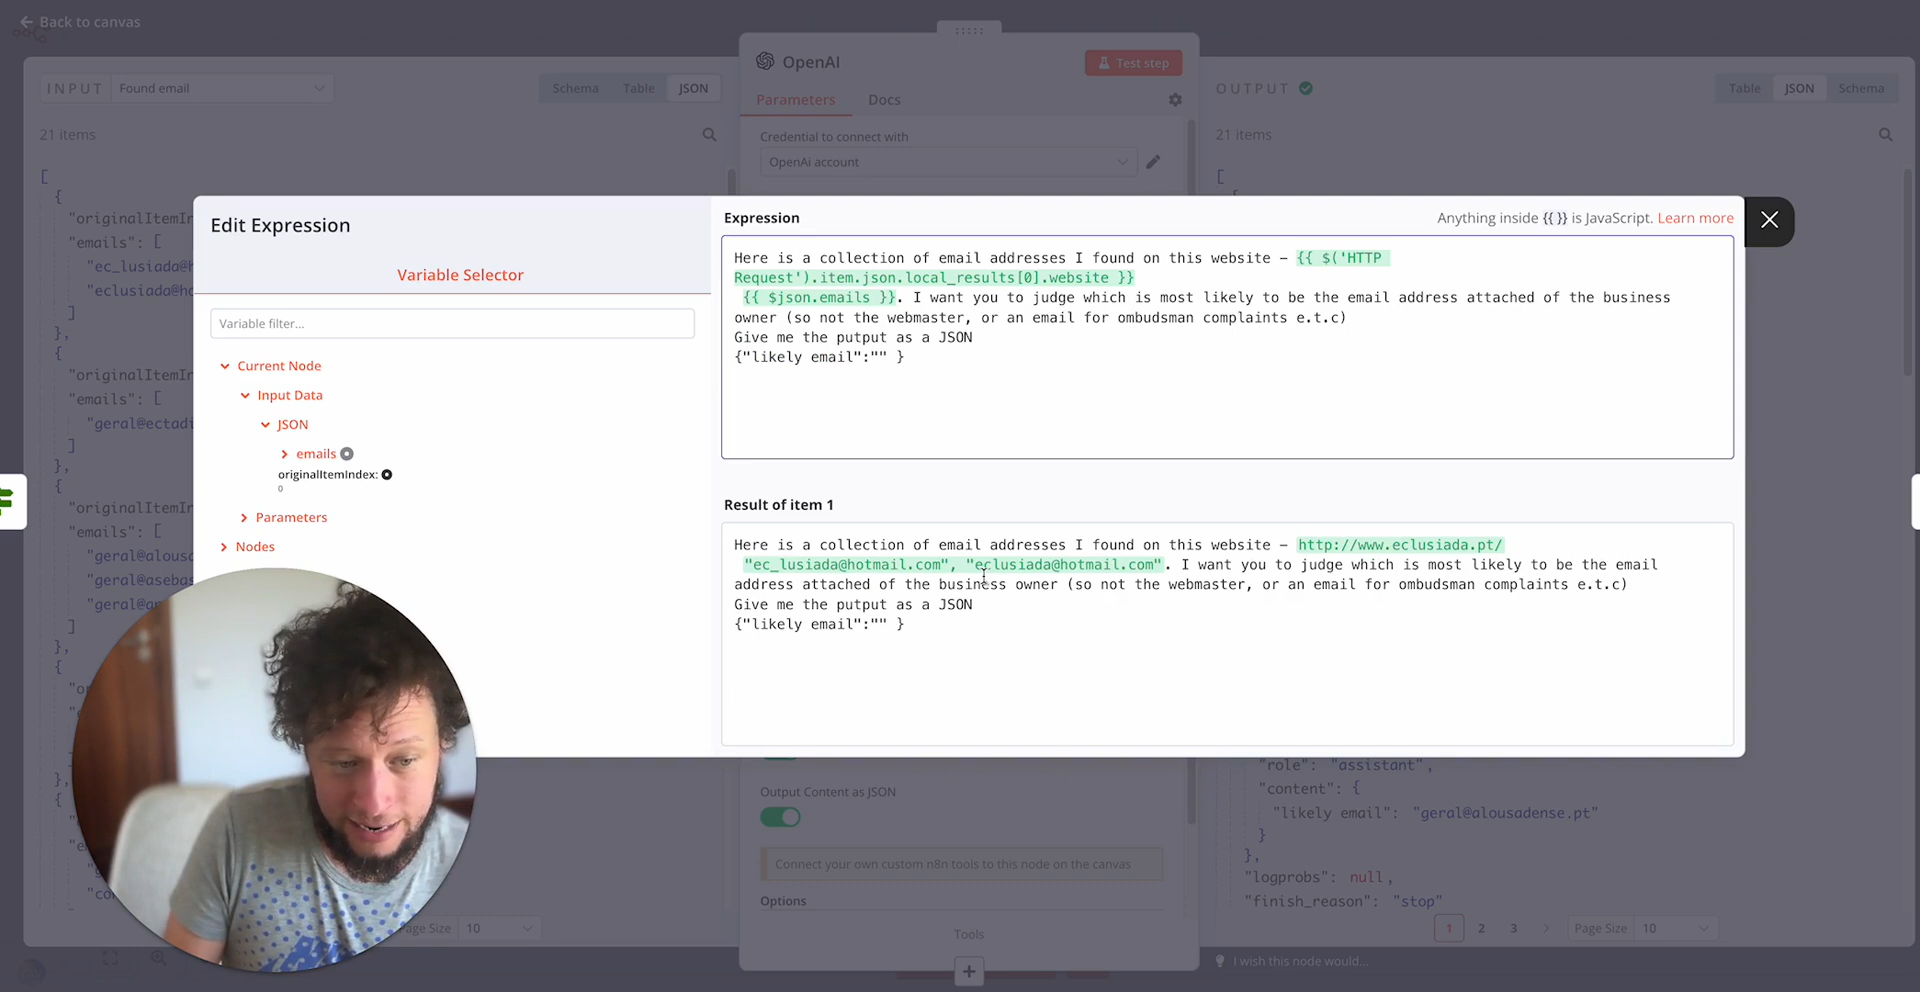 Back to canvas
INPUT Found email
Schema Table JSON
21 items
[
{
"originalItemIn
"emails": [
"ec_lusiada@h
"eclusiada@ho
]
},
{
"originalItemIn
"emails": [
"geral@ectadi
]
},
{
"originalItemIn
"emails": [
"geral@alousa
"geral@asebas
"geral@an
]
},
{
"or
"e
},
{
"o
"e
"g
"co
Page Size 10
OpenAI
Test step
Parameters Docs
Credential to connect with
OpenAi account
Edit Expression
Variable Selector
Variable filter...
Current Node
Input Data
JSON
emails
originalItemIndex:
0
Parameters
Nodes
Expression
Anything inside {{ }} is JavaScript. Learn more
Here is a collection of email addresses I found on this website – {{ $('HTTP
Request').item.json.local_results[0].website }}
{{ $json.emails }}. I want you to judge which is most likely to be the email address attached of the business
owner (so not the webmaster, or an email for ombudsman complaints e.t.c)
Give me the putput as a JSON
{"likely email":"" }
Result of item 1
Here is a collection of email addresses I found on this website – http://www.eclusiada.pt/
"ec_lusiada@hotmail.com", "eclusiada@hotmail.com". I want you to judge which is most likely to be the email
address attached of the business owner (so not the webmaster, or an email for ombudsman complaints e.t.c)
Give me the putput as a JSON
{"likely email":"" }
Output Content as JSON
Connect your own custom n8n tools to this node on the canvas
Options
Tools
OUTPUT
Table JSON Schema
21 items
[
"role": "assistant",
"content": {
"likely email": "geral@alousadense.pt"
}
},
"logprobs": null,
"finish_reason": "stop"
1 2 3 Page Size 10
I wish this node would...